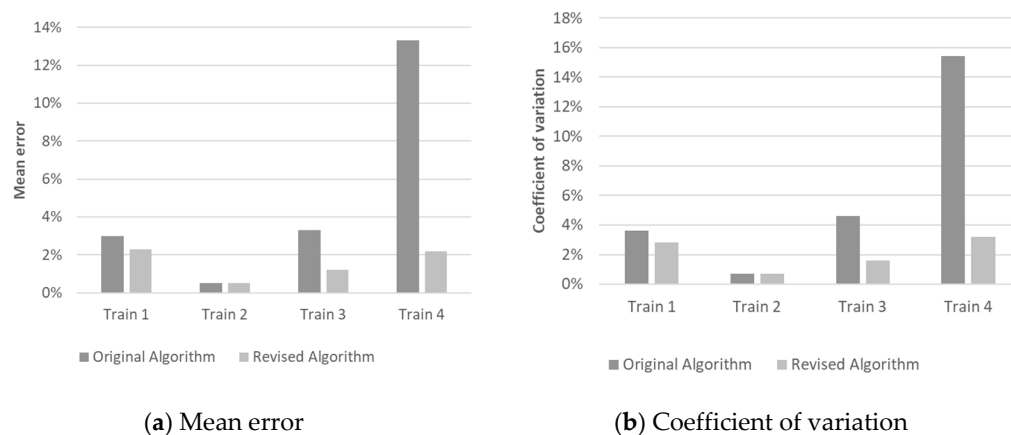 14%
12%
10%
8%
6%
4%
2%
0%
Mean error
Train 1 Train 2 Train 3 Train 4
Original Algorithm Revised Algorithm
(a) Mean error
18%
16%
14%
12%
10%
8%
6%
4%
2%
0%
Coefficient of variation
Train 1 Train 2 Train 3 Train 4
Original Algorithm Revised Algorithm
(b) Coefficient of variation